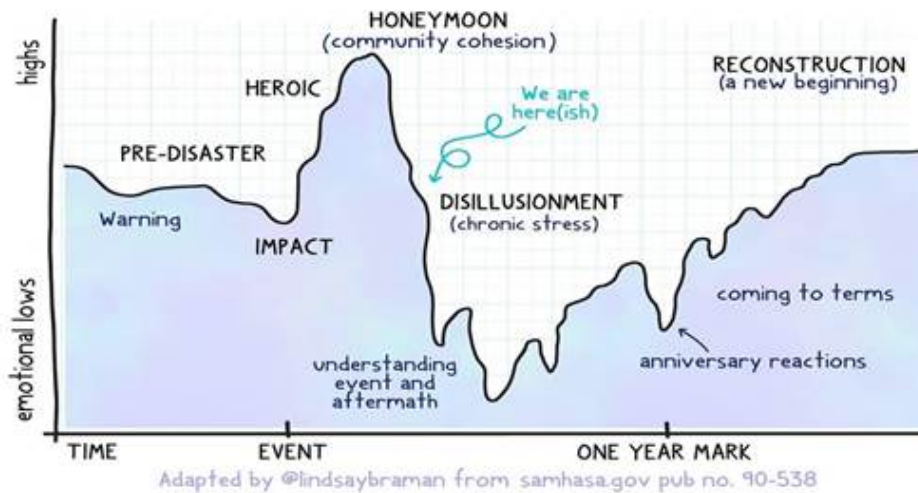 HONEYMOON
(community cohesion)
highs
HEROIC
We are
here(ish)
RECONSTRUCTION
(a new beginning)
PRE-DISASTER
Warning
IMPACT
DISILLUSIONMENT
(chronic stress)
emotional lows
understanding
event and
aftermath
coming to terms
anniversary reactions
TIME
EVENT
ONE YEAR MARK
Adapted by @lindsaybraman from samhasa.gov pub no. 90-538